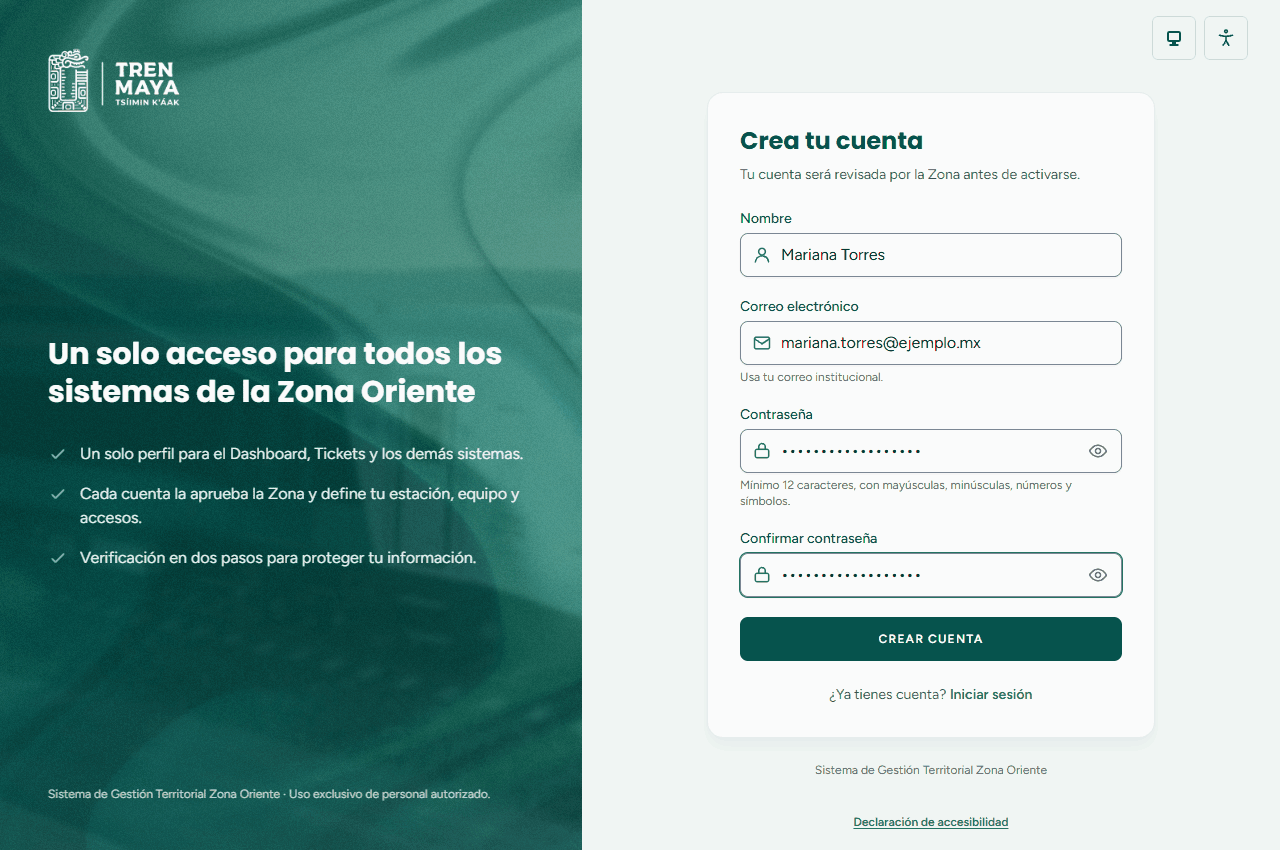 TREN
MAYA
TSÍIMIN K'ÁAK
Un solo acceso para todos los
sistemas de la Zona Oriente
Un solo perfil para el Dashboard, Tickets y los demás sistemas.
Cada cuenta la aprueba la Zona y define tu estación, equipo y
accesos.
Verificación en dos pasos para proteger tu información.
Sistema de Gestión Territorial Zona Oriente · Uso exclusivo de personal autorizado.
Crea tu cuenta
Tu cuenta será revisada por la Zona antes de activarse.
Nombre
Mariana Torres
Correo electrónico
mariana.torres@ejemplo.mx
Usa tu correo institucional.
Contraseña
••••••••••••••••••
Mínimo 12 caracteres, con mayúsculas, minúsculas, números y
símbolos.
Confirmar contraseña
••••••••••••••••••
CREAR CUENTA
¿Ya tienes cuenta? Iniciar sesión
Sistema de Gestión Territorial Zona Oriente
Declaración de accesibilidad